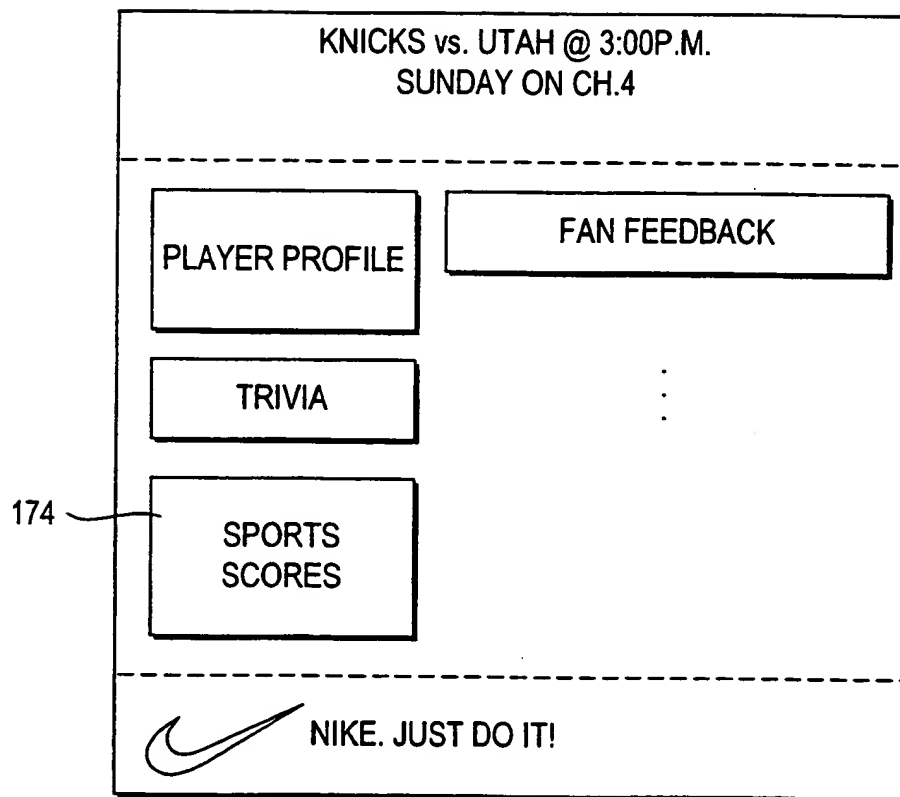 KNICKS vs. UTAH @ 3:00P.M.
SUNDAY ON CH.4
PLAYER PROFILE
FAN FEEDBACK
TRIVIA
174
SPORTS
SCORES
NIKE. JUST DO IT!